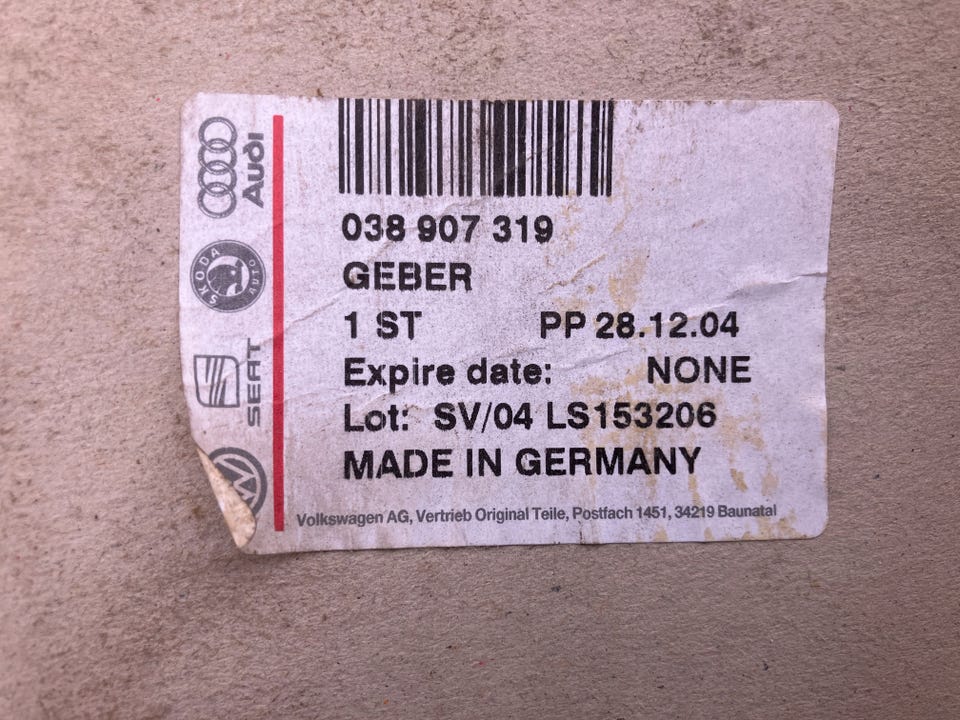 Audi
SKODA
AUTO
SEAT
038 907 319
GEBER
1 ST PP 28.12.04
Expire date: NONE
Lot: SV/04 LS153206
MADE IN GERMANY
Volkswagen AG, Vertrieb Original Teile, Postfach 1451, 34219 Baunatal